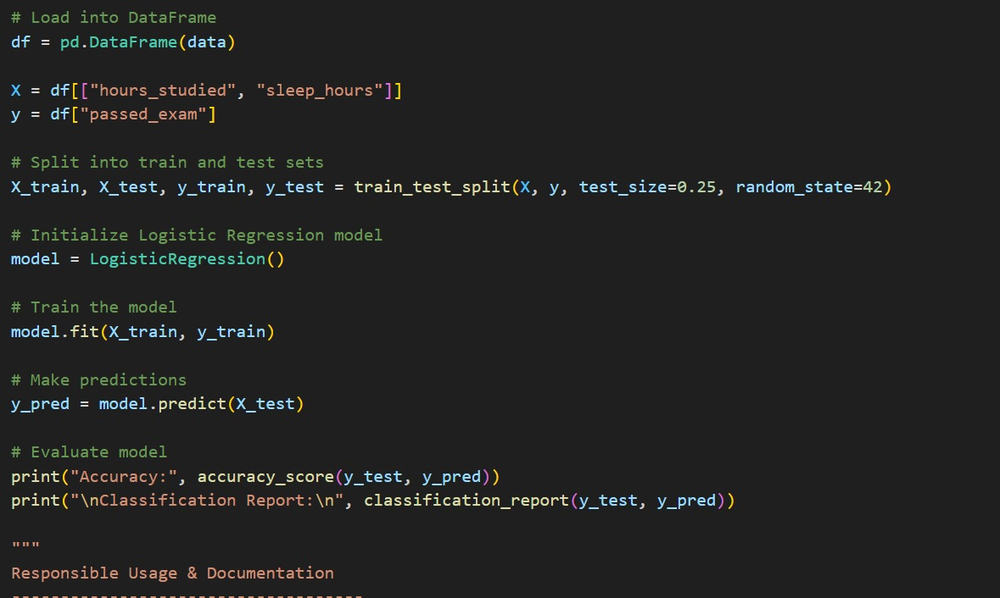 # Load into DataFrame
df = pd.DataFrame(data)
X = df[["hours_studied", "sleep_hours"]]
y = df["passed_exam"]
# Split into train and test sets
X_train, X_test, y_train, y_test = train_test_split(X, y, test_size=0.25, random_state=42)
# Initialize Logistic Regression model
model = LogisticRegression()
# Train the model
model.fit(X_train, y_train)
# Make predictions
y_pred = model.predict(X_test)
# Evaluate model
print("Accuracy:", accuracy_score(y_test, y_pred))
print("\nClassification Report:\n", classification_report(y_test, y_pred))
"""
Responsible Usage & Documentation
------------------------------------